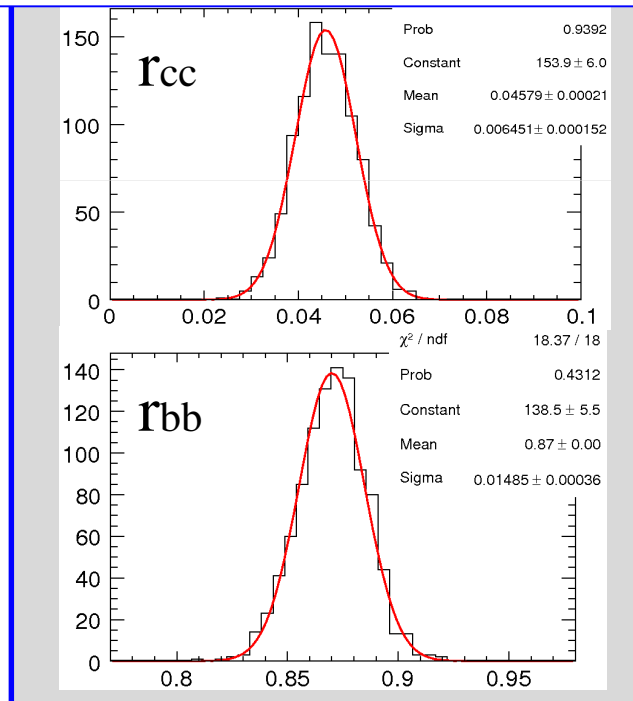 150
100
50
0
rcc
Prob 0.9392
Constant 153.9 ± 6.0
Mean 0.04579 ± 0.00021
Sigma 0.006451 ± 0.000152
0 0.02 0.04 0.06 0.08 0.1
χ² / ndf 18.37 / 18
Prob 0.4312
Constant 138.5 ± 5.5
Mean 0.87 ± 0.00
Sigma 0.01485 ± 0.00036
rbb
140
120
100
80
60
40
20
0
0.8 0.85 0.9 0.95